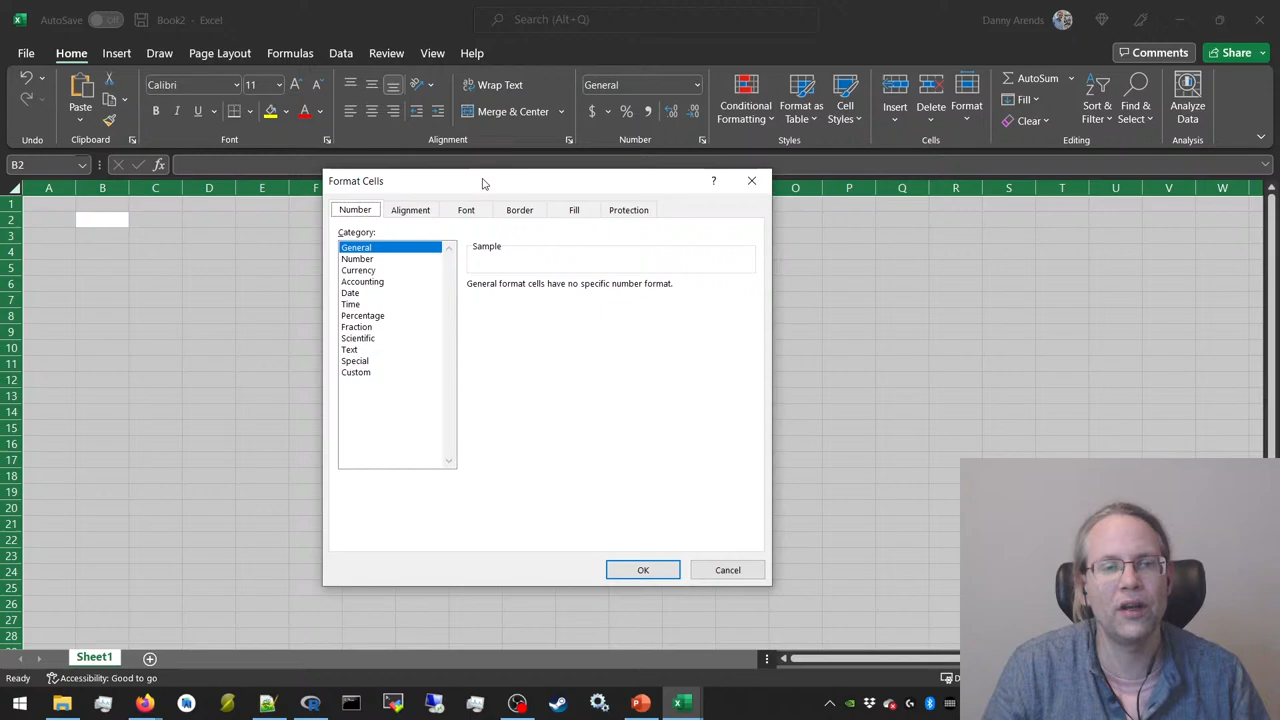 AutoSave Off Book2 - Excel Search (Alt+Q) Danny Arends
File Home Insert Draw Page Layout Formulas Data Review View Help Comments Share
Calibri 11 Wrap Text General AutoSum
Paste B I U A Merge & Center $ % Conditional Formatting Format as Table Cell Styles Insert Delete Format Fill Clear Sort & Filter Find & Select Analyze Data
Undo Clipboard Font Alignment Number Styles Cells Editing Analysis
B2 fx
Format Cells ?
A B C D E F O P Q R S T U V W
Number Alignment Font Border Fill Protection
Category:
General
Number
Currency
Accounting
Date
Time
Percentage
Fraction
Scientific
Text
Special
Custom
Sample
General format cells have no specific number format.
OK Cancel
1
2
3
4
5
6
7
8
9
10
11
12
13
14
15
16
17
18
19
20
21
22
23
24
25
26
27
28
Sheet1
Ready Accessibility: Good to go